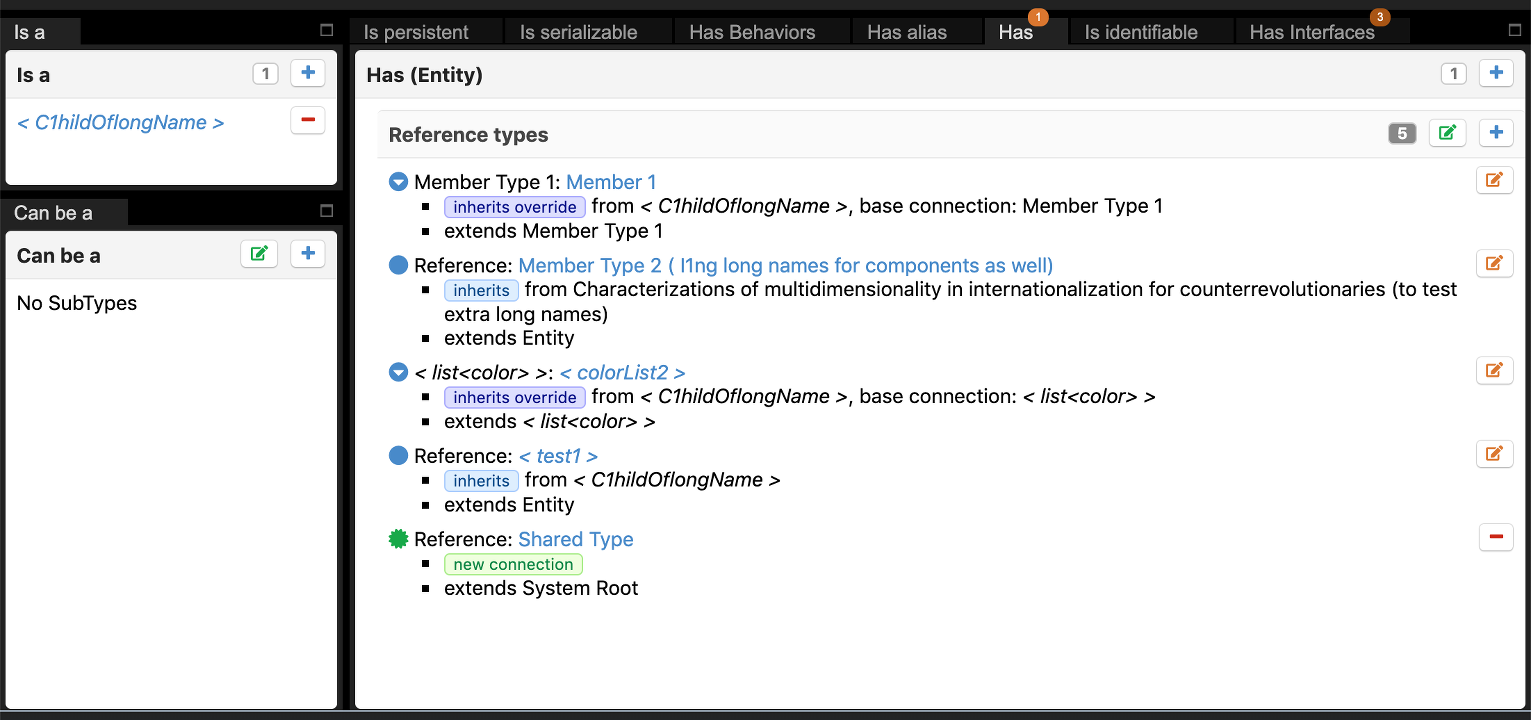 Is a
Is persistent
Is serializable
Has Behaviors
Has alias
Has
1
Is identifiable
Has Interfaces
3
Is a
1
< C1hildOflongName >
Can be a
Can be a
No SubTypes
Has (Entity)
1
Reference types
5
Member Type 1: Member 1
inherits override from < C1hildOflongName >, base connection: Member Type 1
extends Member Type 1
Reference: Member Type 2 ( l1ng long names for components as well)
inherits from Characterizations of multidimensionality in internationalization for counterrevolutionaries (to test
extra long names)
extends Entity
< list<color> >: < colorList2 >
inherits override from < C1hildOflongName >, base connection: < list<color> >
extends < list<color> >
Reference: < test1 >
inherits from < C1hildOflongName >
extends Entity
Reference: Shared Type
new connection
extends System Root